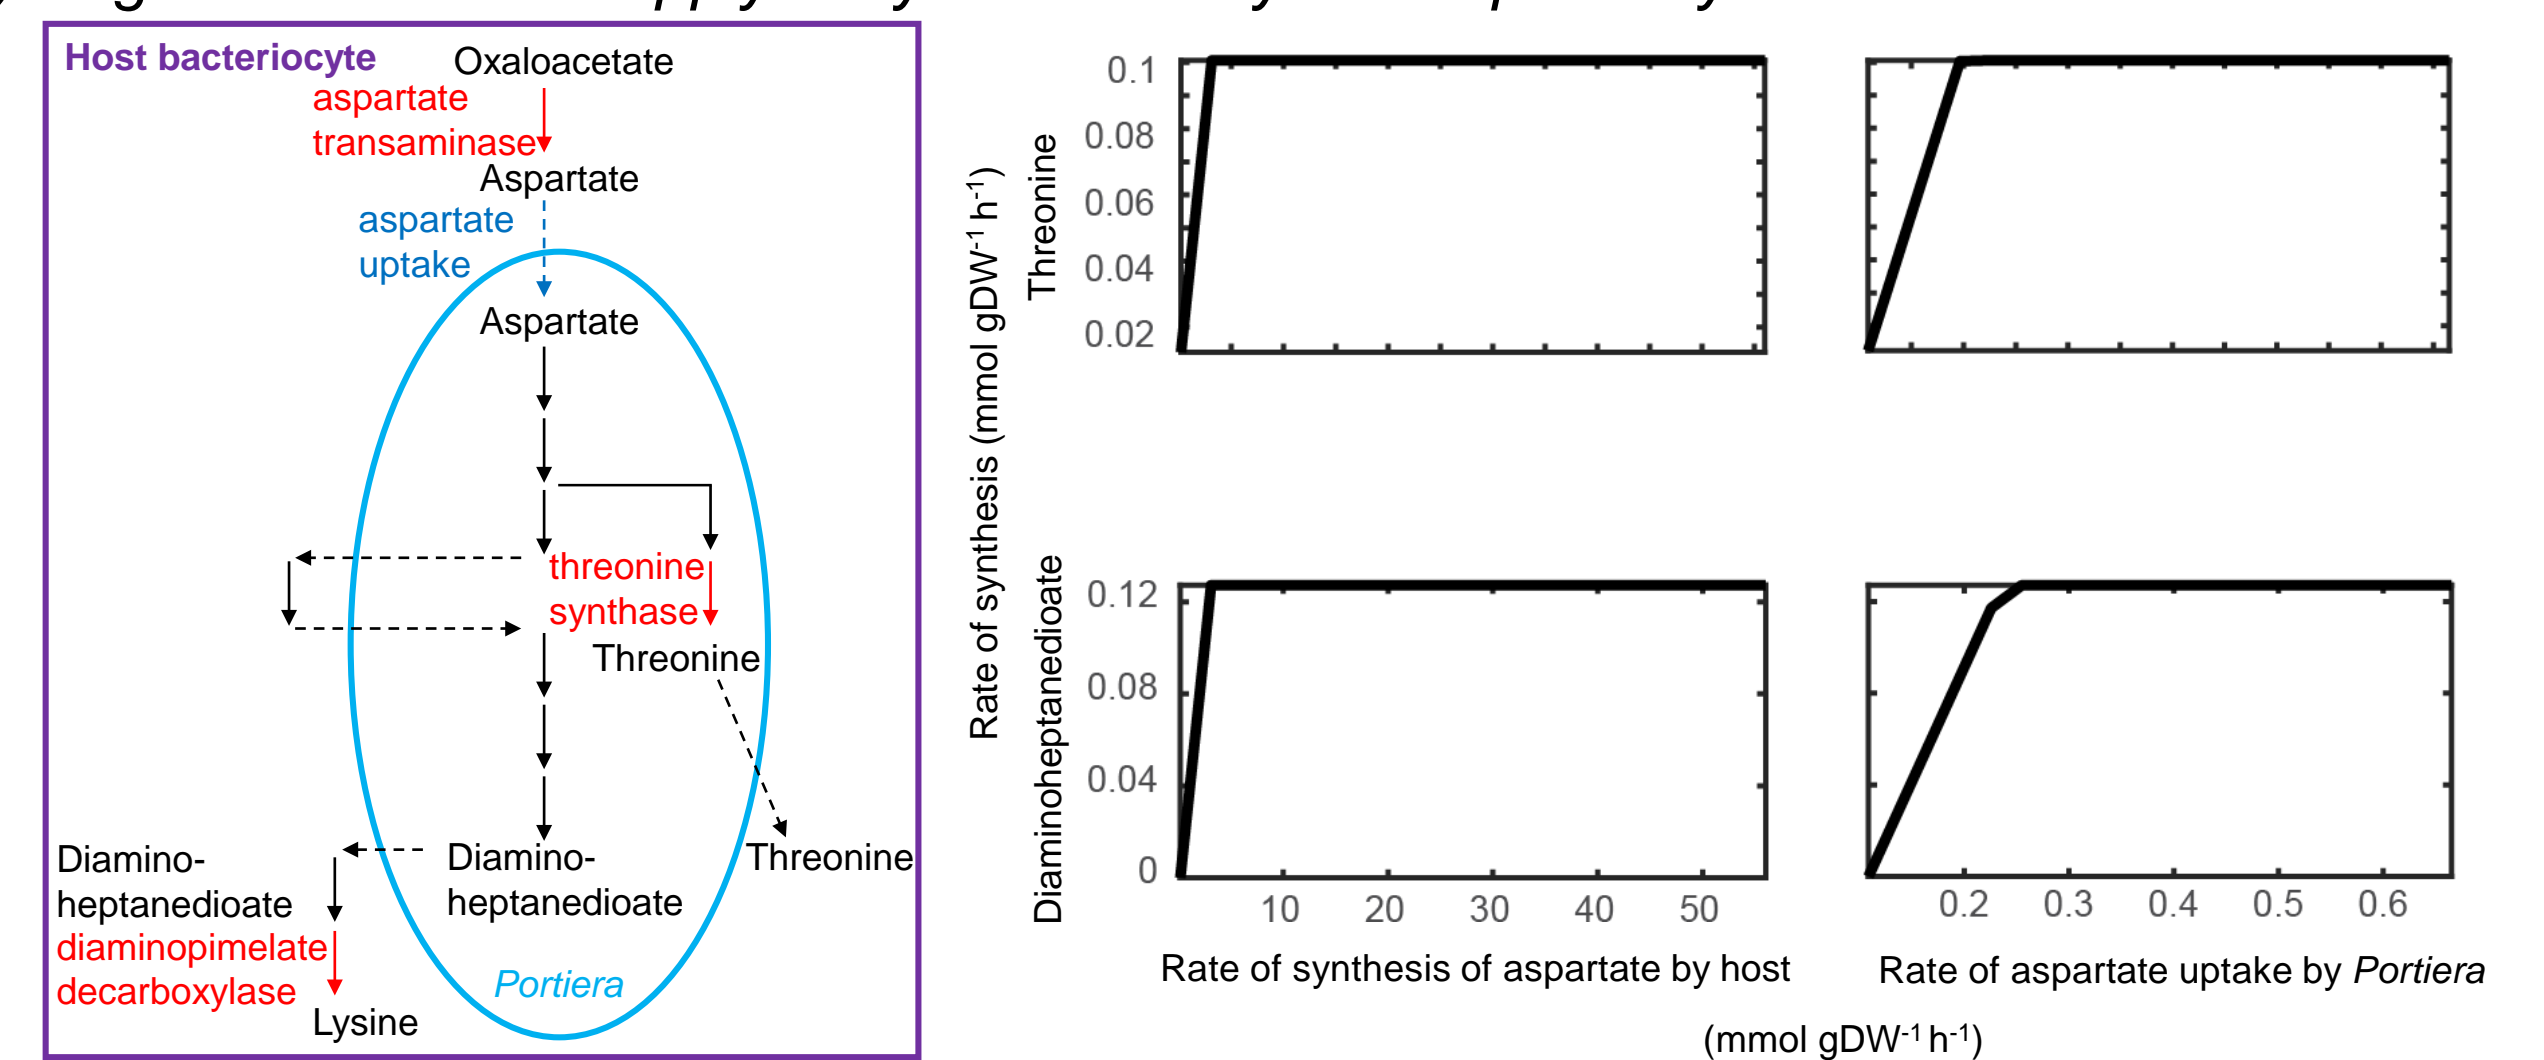 Host bacteriocyte
Oxaloacetate
aspartate
transaminase
Aspartate
aspartate
uptake
Aspartate
threonine
synthase
Threonine
Diamino-
heptanedioate
Diamino-
heptanedioate
Threonine
diaminopimelate
decarboxylase
Lysine
Portiera
Rate of synthesis (mmol gDW⁻¹ h⁻¹)
Threonine
0.1
0.08
0.06
0.04
0.02
Diaminoheptanedioate
0.12
0.08
0.04
0
10 20 30 40 50
0.2 0.3 0.4 0.5 0.6
Rate of synthesis of aspartate by host
Rate of aspartate uptake by Portiera
(mmol gDW⁻¹ h⁻¹)